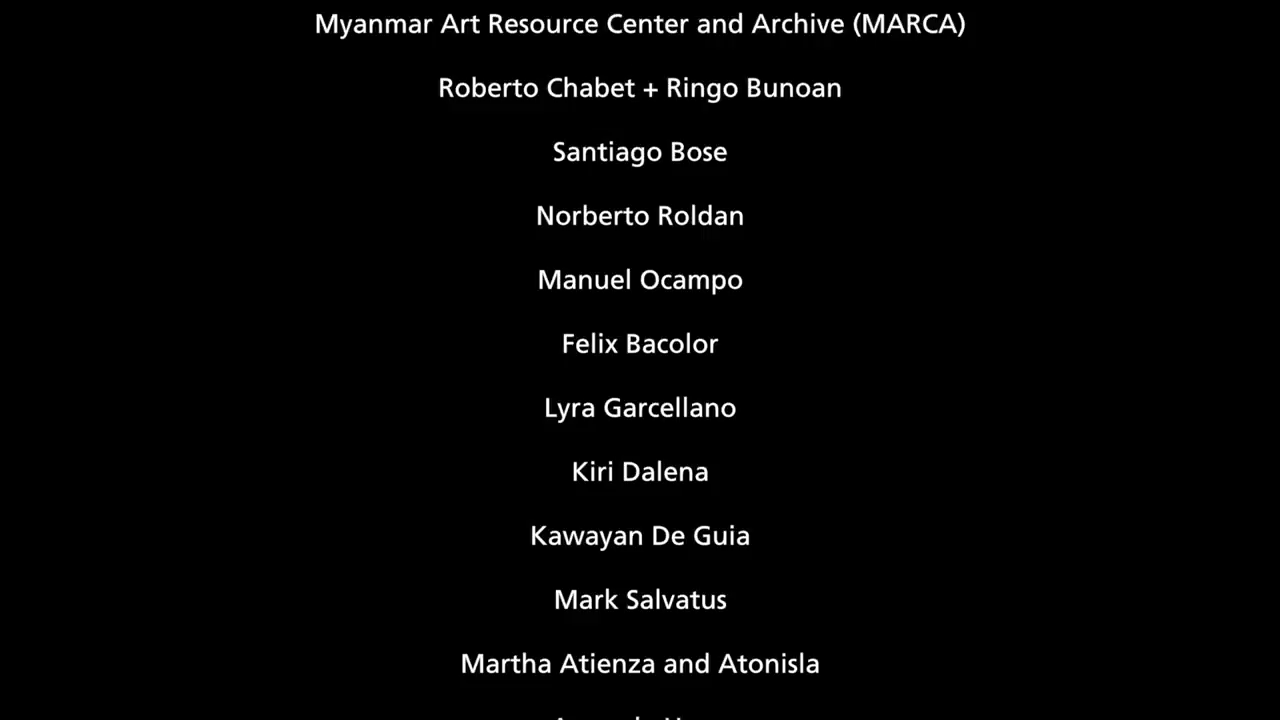 Myanmar Art Resource Center and Archive (MARCA)
Roberto Chabet + Ringo Bunoan
Santiago Bose
Norberto Roldan
Manuel Ocampo
Felix Bacolor
Lyra Garcellano
Kiri Dalena
Kawayan De Guia
Mark Salvatus
Martha Atienza and Atonisla